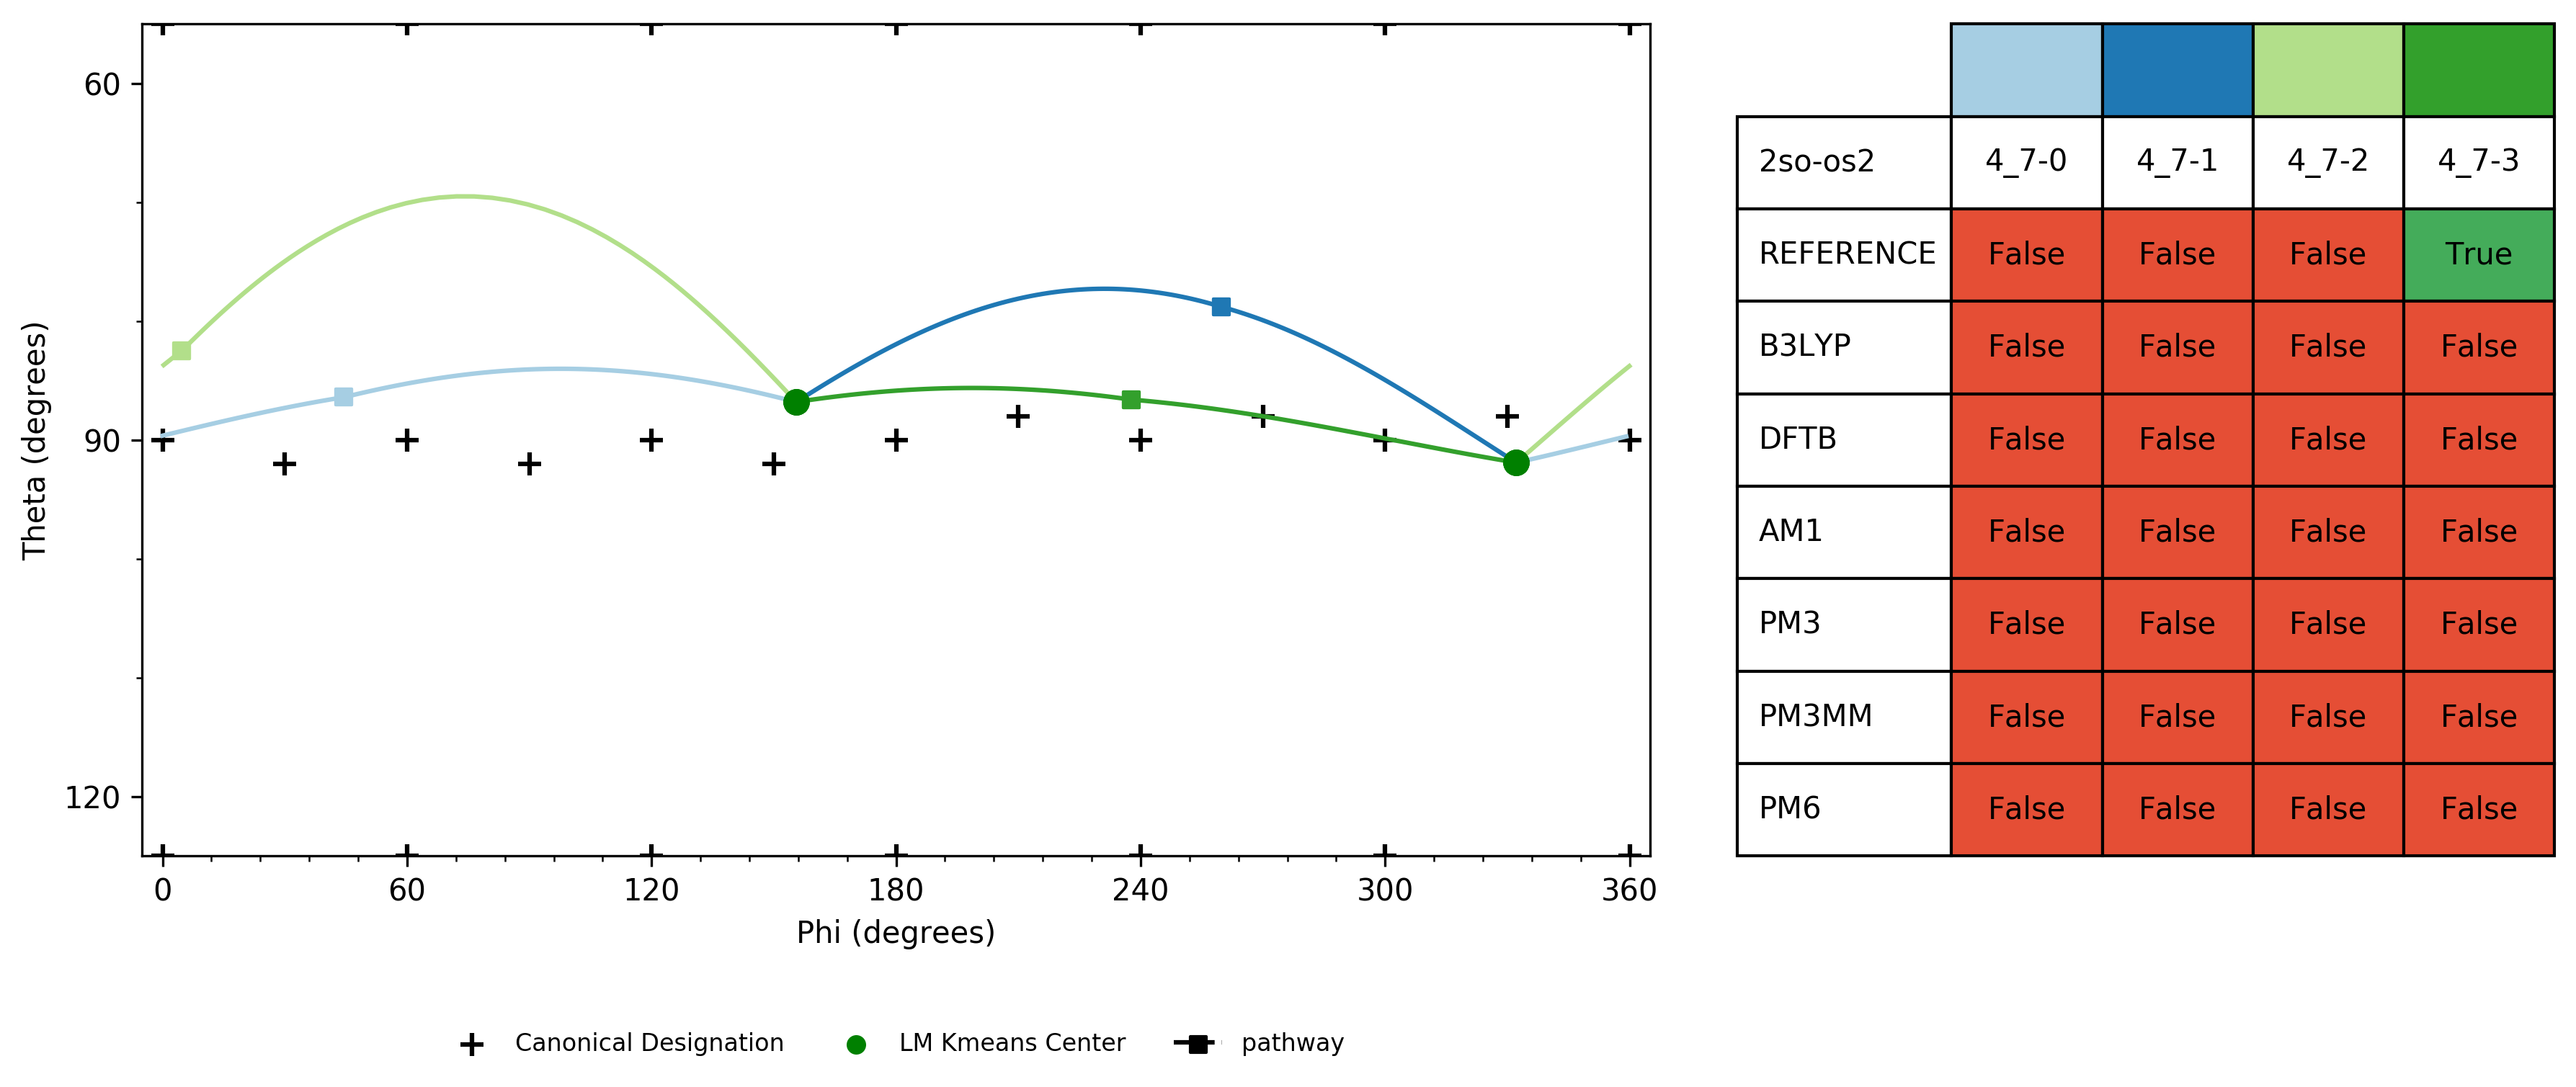 60
90
120
Theta (degrees)
0 60 120 180 240 300 360
Phi (degrees)
Canonical Designation LM Kmeans Center pathway
2so-os2 4_7-0 4_7-1 4_7-2 4_7-3
REFERENCE False False False True
B3LYP False False False False
DFTB False False False False
AM1 False False False False
PM3 False False False False
PM3MM False False False False
PM6 False False False False